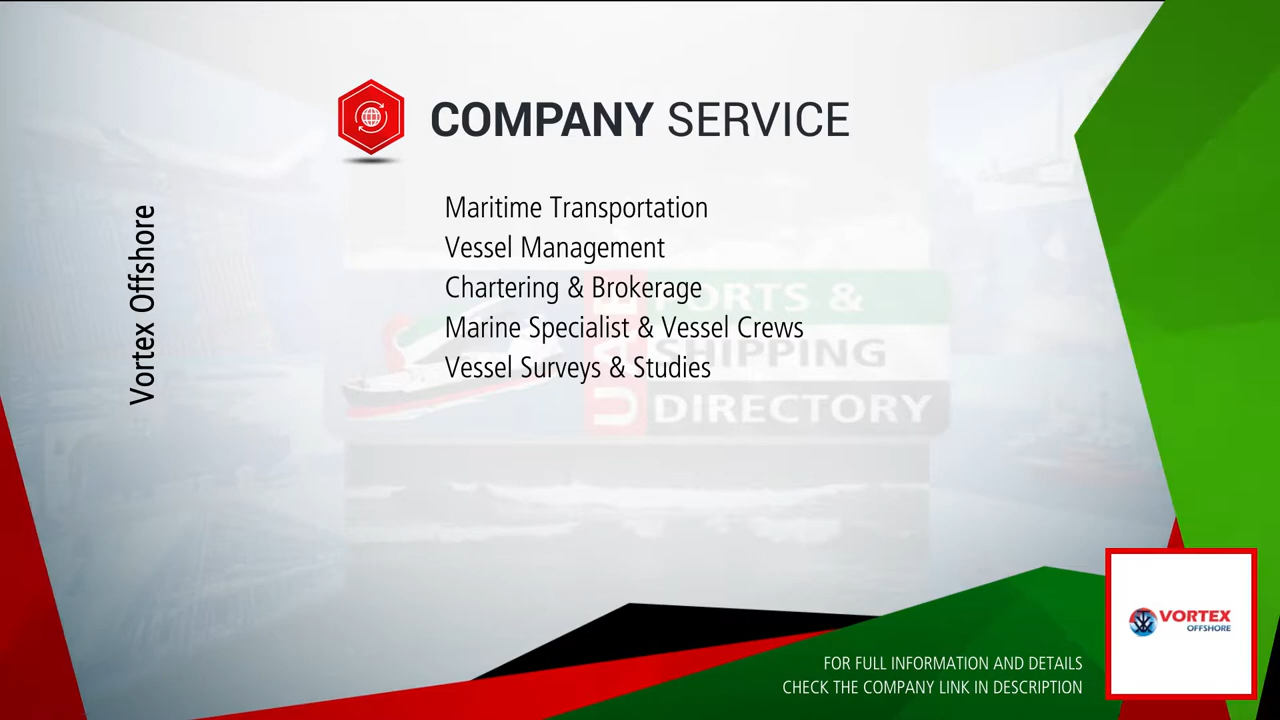 COMPANY SERVICE
Vortex Offshore
Maritime Transportation
Vessel Management
Chartering & Brokerage
Marine Specialist & Vessel Crews
Vessel Surveys & Studies
PORTS &
SHIPPING
DIRECTORY
VORTEX
OFFSHORE
FOR FULL INFORMATION AND DETAILS
CHECK THE COMPANY LINK IN DESCRIPTION